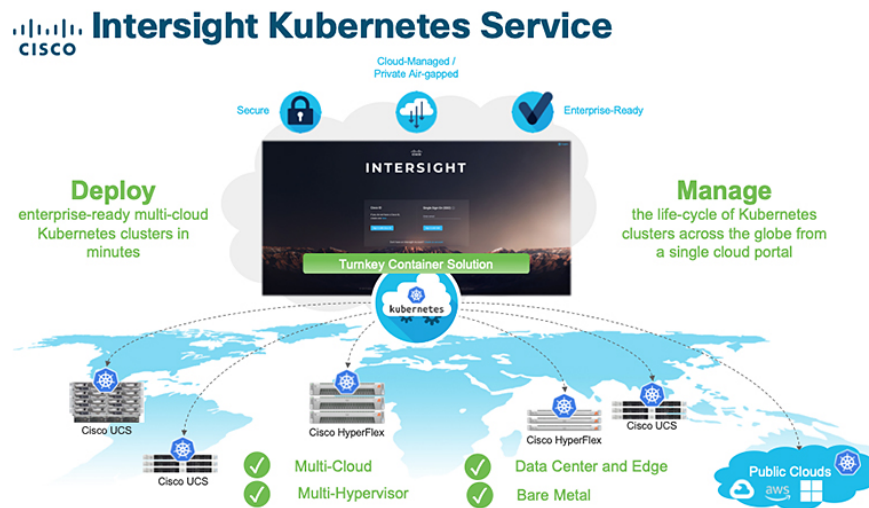 CISCO
Intersight Kubernetes Service
Cloud-Managed /
Private Air-gapped
Secure
Enterprise-Ready
CISCO
INTERSIGHT
Deploy
enterprise-ready multi-cloud
Kubernetes clusters in
minutes
Manage
the life-cycle of Kubernetes
clusters across the globe from
a single cloud portal
Turnkey Container Solution
kubernetes
Cisco UCS
Cisco UCS
Cisco HyperFlex
Cisco HyperFlex
Cisco UCS
Multi-Cloud
Multi-Hypervisor
Data Center and Edge
Bare Metal
Public Clouds
aws